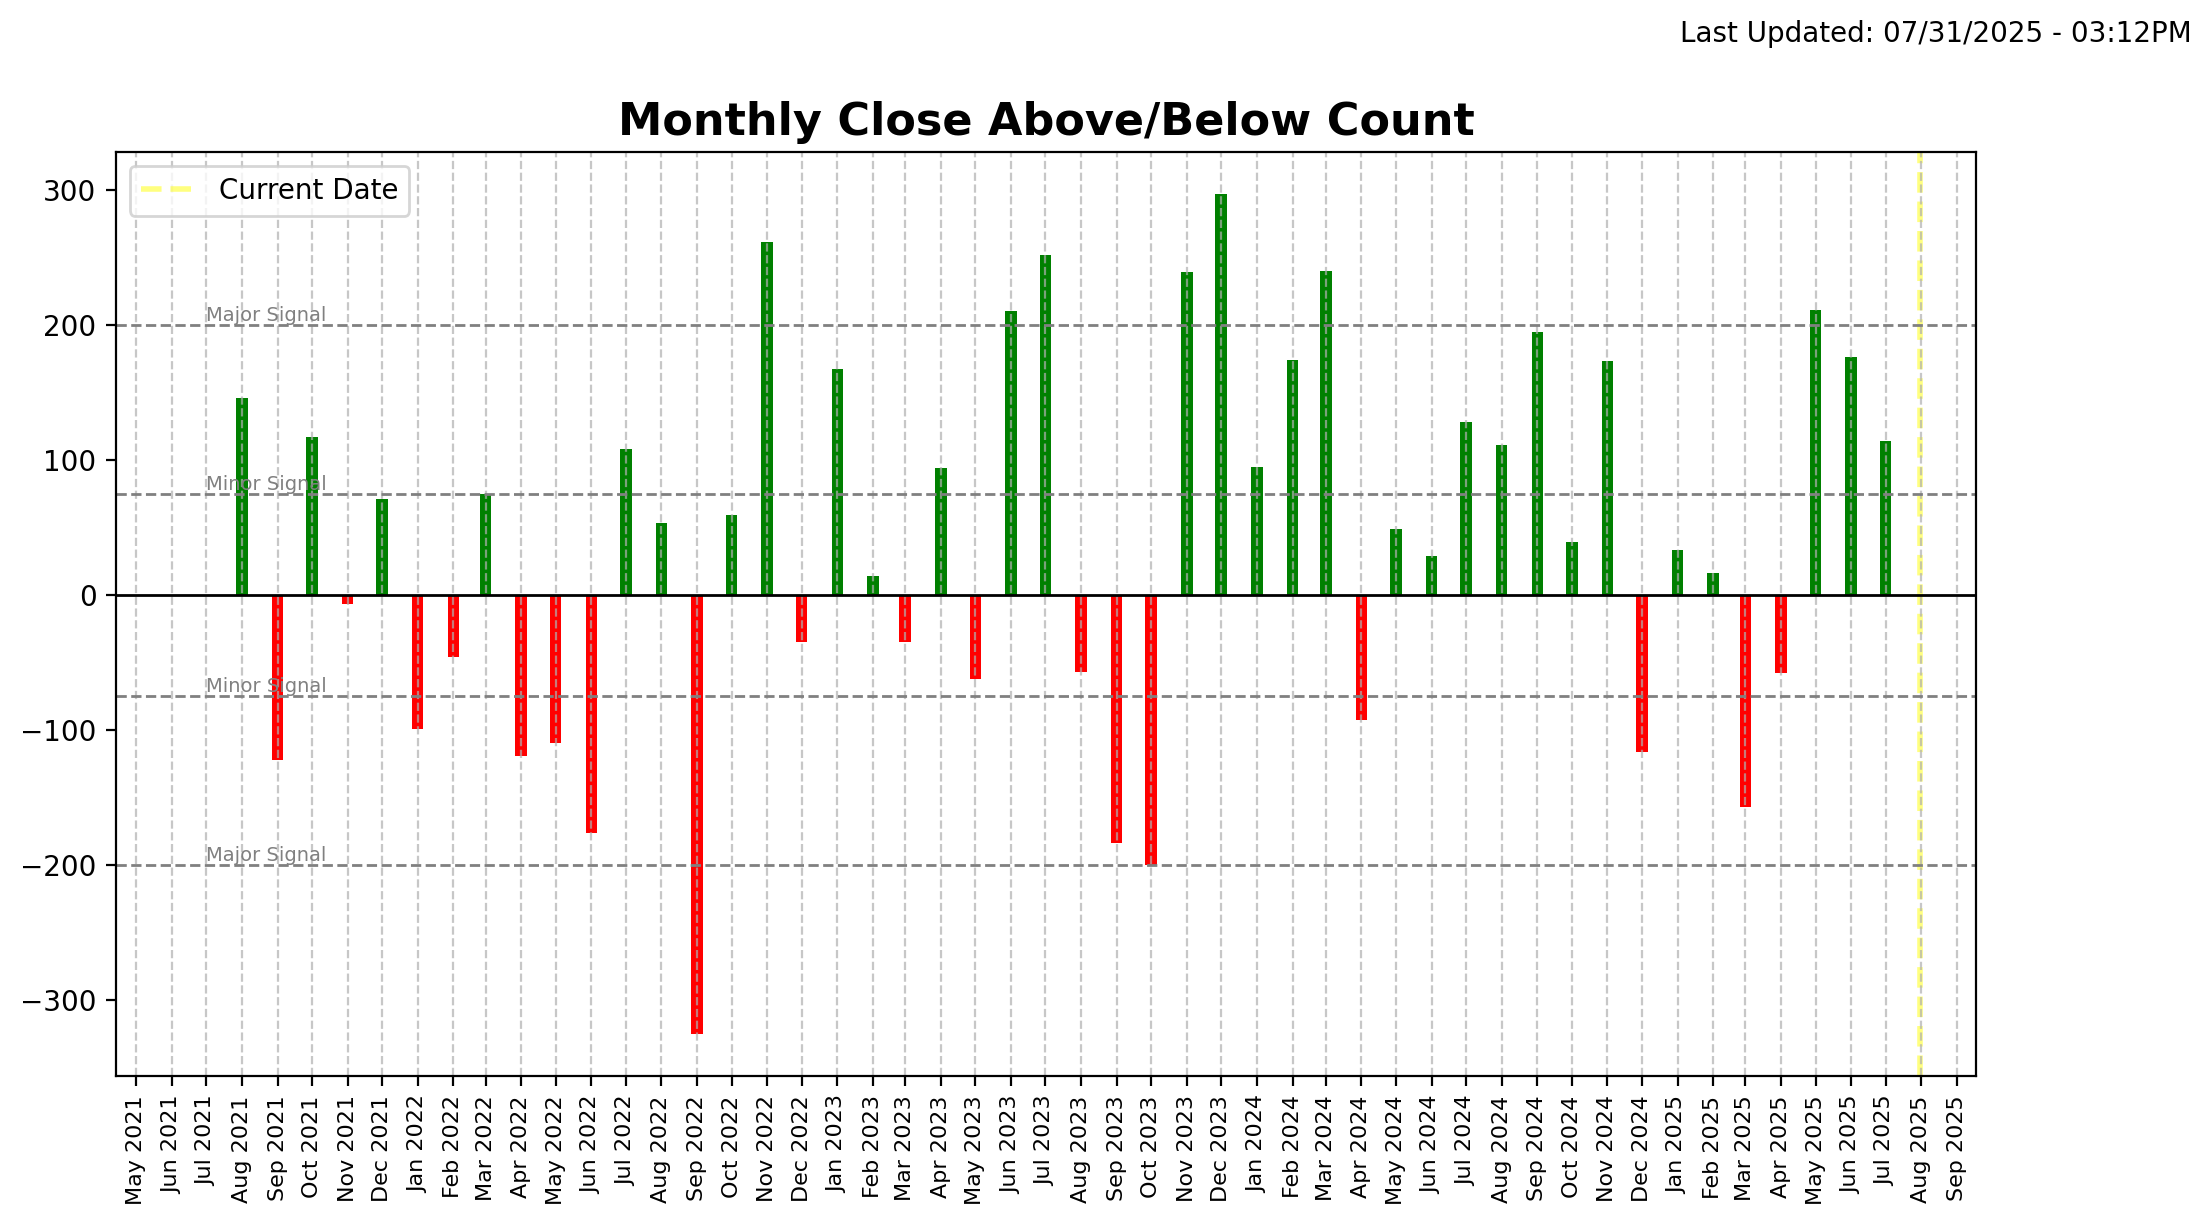 Last Updated: 07/31/2025 - 03:12PM
Monthly Close Above/Below Count
Current Date
300
200
100
0
−100
−200
−300
Major Signal
Minor Signal
Minor Signal
Major Signal
May 2021
Jun 2021
Jul 2021
Aug 2021
Sep 2021
Oct 2021
Nov 2021
Dec 2021
Jan 2022
Feb 2022
Mar 2022
Apr 2022
May 2022
Jun 2022
Jul 2022
Aug 2022
Sep 2022
Oct 2022
Nov 2022
Dec 2022
Jan 2023
Feb 2023
Mar 2023
Apr 2023
May 2023
Jun 2023
Jul 2023
Aug 2023
Sep 2023
Oct 2023
Nov 2023
Dec 2023
Jan 2024
Feb 2024
Mar 2024
Apr 2024
May 2024
Jun 2024
Jul 2024
Aug 2024
Sep 2024
Oct 2024
Nov 2024
Dec 2024
Jan 2025
Feb 2025
Mar 2025
Apr 2025
May 2025
Jun 2025
Jul 2025
Aug 2025
Sep 2025